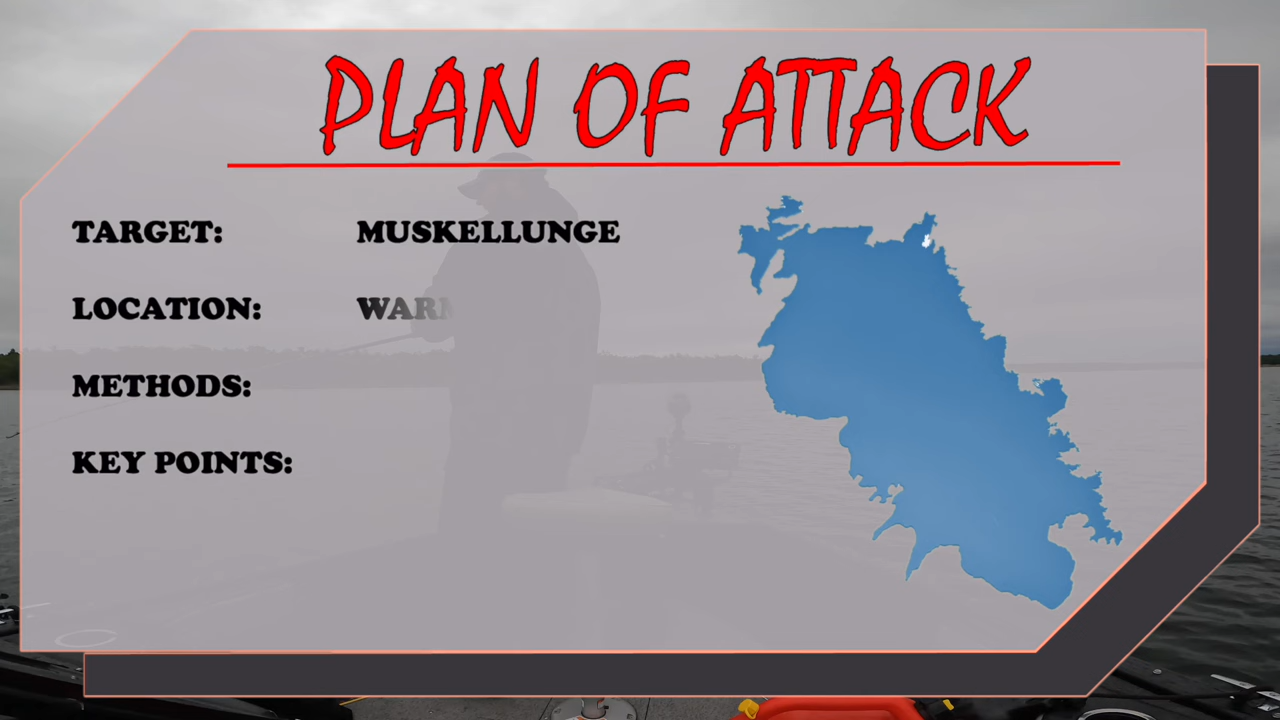 PLAN OF ATTACK
TARGET: MUSKELLUNGE
LOCATION:
METHODS:
KEY POINTS: